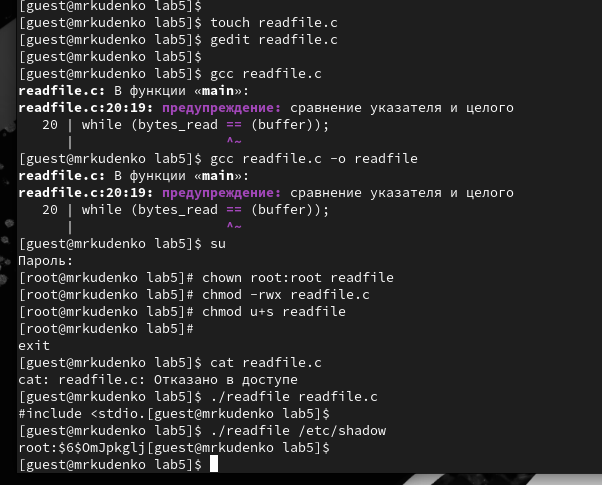 [guest@mrkudenko lab5]$
[guest@mrkudenko lab5]$ touch readfile.c
[guest@mrkudenko lab5]$ gedit readfile.c
[guest@mrkudenko lab5]$
[guest@mrkudenko lab5]$ gcc readfile.c
readfile.c: В функции «main»:
readfile.c:20:19: предупреждение: сравнение указателя и целого
   20 | while (bytes_read == (buffer));
      |                   ^~
[guest@mrkudenko lab5]$ gcc readfile.c -o readfile
readfile.c: В функции «main»:
readfile.c:20:19: предупреждение: сравнение указателя и целого
   20 | while (bytes_read == (buffer));
      |                   ^~
[guest@mrkudenko lab5]$ su
Пароль:
[root@mrkudenko lab5]# chown root:root readfile
[root@mrkudenko lab5]# chmod -rwx readfile.c
[root@mrkudenko lab5]# chmod u+s readfile
[root@mrkudenko lab5]#
exit
[guest@mrkudenko lab5]$ cat readfile.c
cat: readfile.c: Отказано в доступе
[guest@mrkudenko lab5]$ ./readfile readfile.c
#include <stdio.[guest@mrkudenko lab5]$
[guest@mrkudenko lab5]$ ./readfile /etc/shadow
root:$6$OmJpkglj[guest@mrkudenko lab5]$
[guest@mrkudenko lab5]$